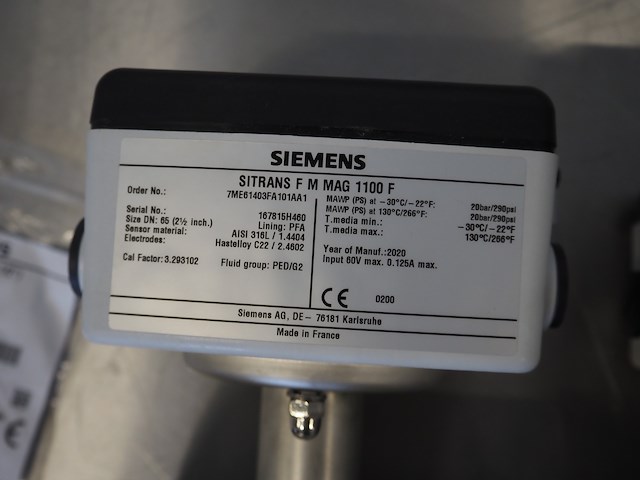 SIEMENS
SITRANS F M MAG 1100 F
Order No.: 7ME61403FA101AA1
Serial No.: 167815H460
Size DN: 65 (2½ inch.) Lining: PFA
Sensor material: AISI 316L / 1.4404
Electrodes: Hastelloy C22 / 2.4602
Cal Factor: 3.293102 Fluid group: PED/G2
MAWP (PS) at -30°C/-22°F: 20bar/290psi
MAWP (PS) at 130°C/266°F: 20bar/290psi
T.media min.: -30°C/-22°F
T.media max.: 130°C/266°F
Year of Manuf.:2020
Input 60V max. 0.125A max.
CE 0200
Siemens AG, DE- 76181 Karlsruhe
Made in France